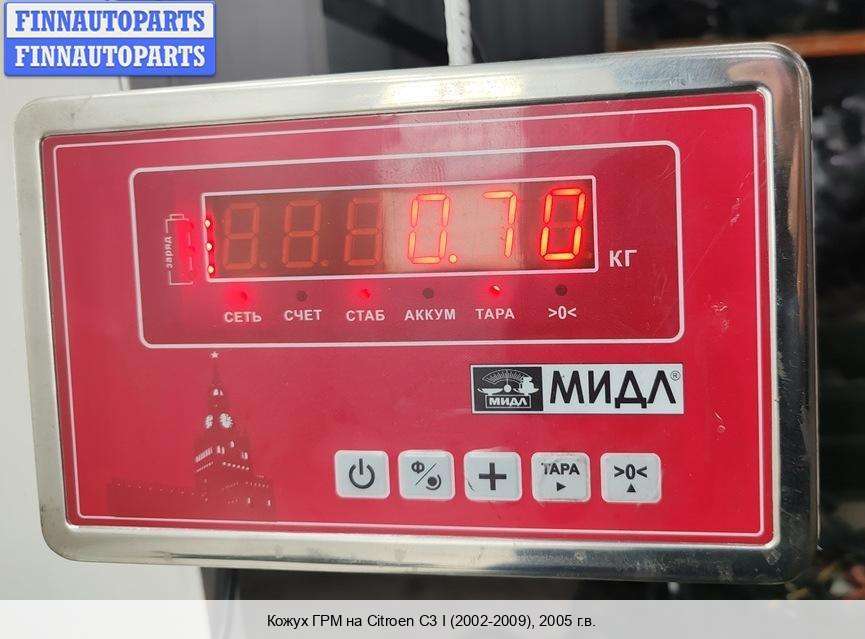 FINNAUTOPARTS
FINNAUTOPARTS
заряд
0.70
КГ
СЕТЬ СЧЕТ СТАБ АККУМ ТАРА >0<
МИДЛ МИДЛ®
Ф ТАРА >0<
Кожух ГРМ на Citroen C3 I (2002-2009), 2005 г.в.